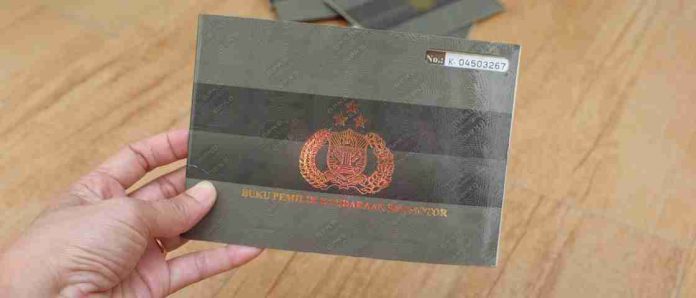 No.: K- 04503267
BUKU PEMILIK KENDARAAN BERMOTOR